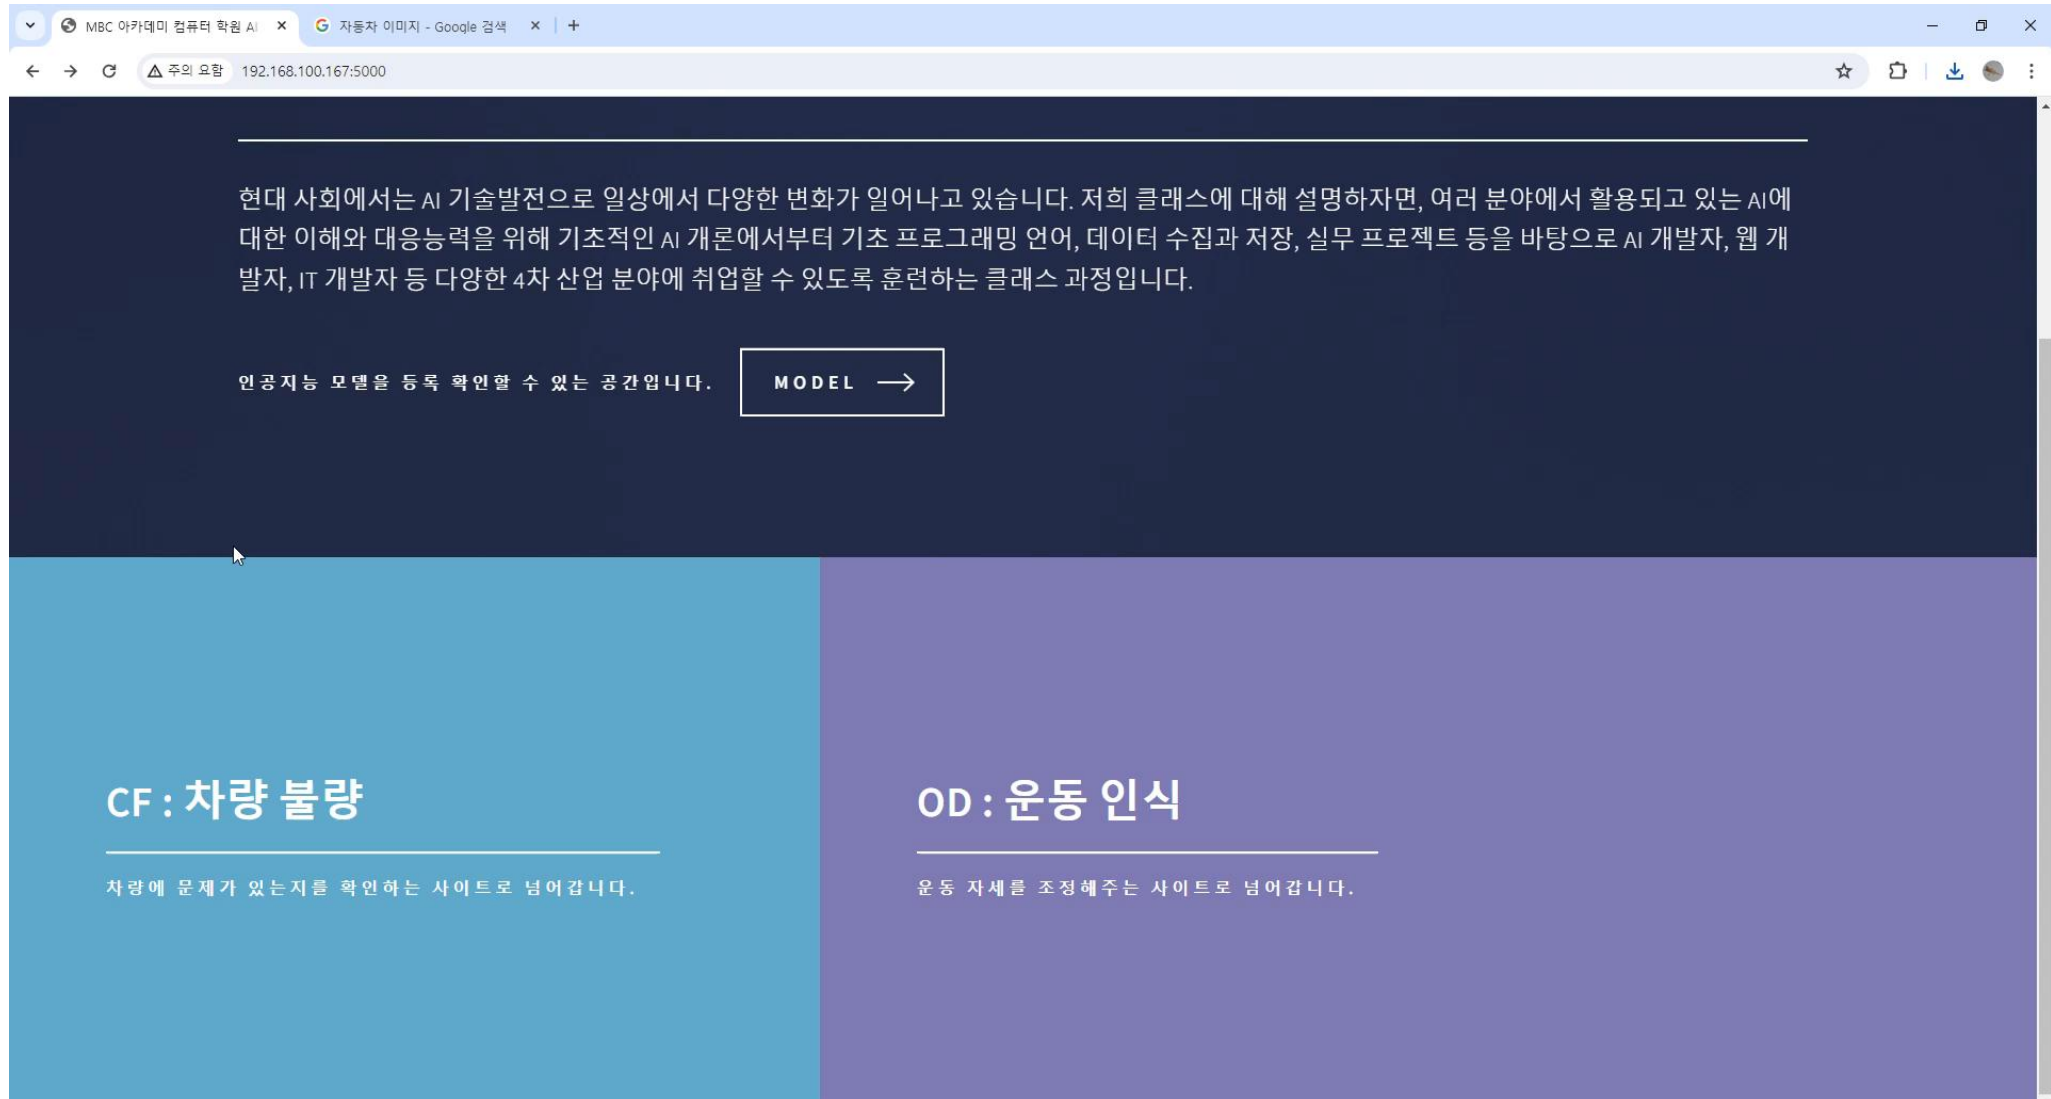 MBC 아카데미 컴퓨터 학원 AI
자동차 이미지 - Google 검색
주의 요함 192.168.100.167:5000
현대 사회에서는 AI 기술발전으로 일상에서 다양한 변화가 일어나고 있습니다. 저희 클래스에 대해 설명하자면, 여러 분야에서 활용되고 있는 AI에
대한 이해와 대응능력을 위해 기초적인 AI 개론에서부터 기초 프로그래밍 언어, 데이터 수집과 저장, 실무 프로젝트 등을 바탕으로 AI 개발자, 웹 개
발자, IT 개발자 등 다양한 4차 산업 분야에 취업할 수 있도록 훈련하는 클래스 과정입니다.
인공지능 모델을 등록 확인할 수 있는 공간입니다. MODEL
CF : 차량 불량
차량에 문제가 있는지를 확인하는 사이트로 넘어갑니다.
OD : 운동 인식
운동 자세를 조정해주는 사이트로 넘어갑니다.